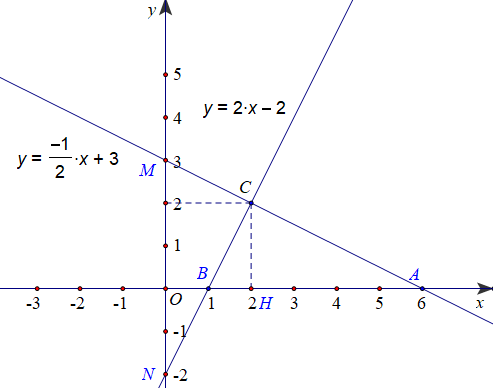 y
5
4
y = 2·x − 2
y = −1/2 ·x + 3
3
M
C
2
1
B
A
-3 -2 -1 O 1 2 H 3 4 5 6 x
-1
N -2